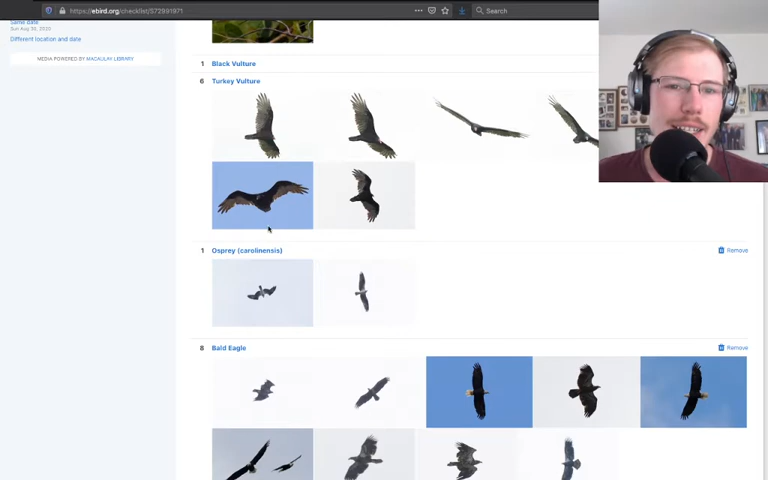 https://ebird.org/checklist/S72991971
Search
Same date
Sun Aug 30, 2020
Different location and date
MEDIA POWERED BY MACAULAY LIBRARY
1 Black Vulture
6 Turkey Vulture
1 Osprey (carolinensis)
Remove
8 Bald Eagle
Remove